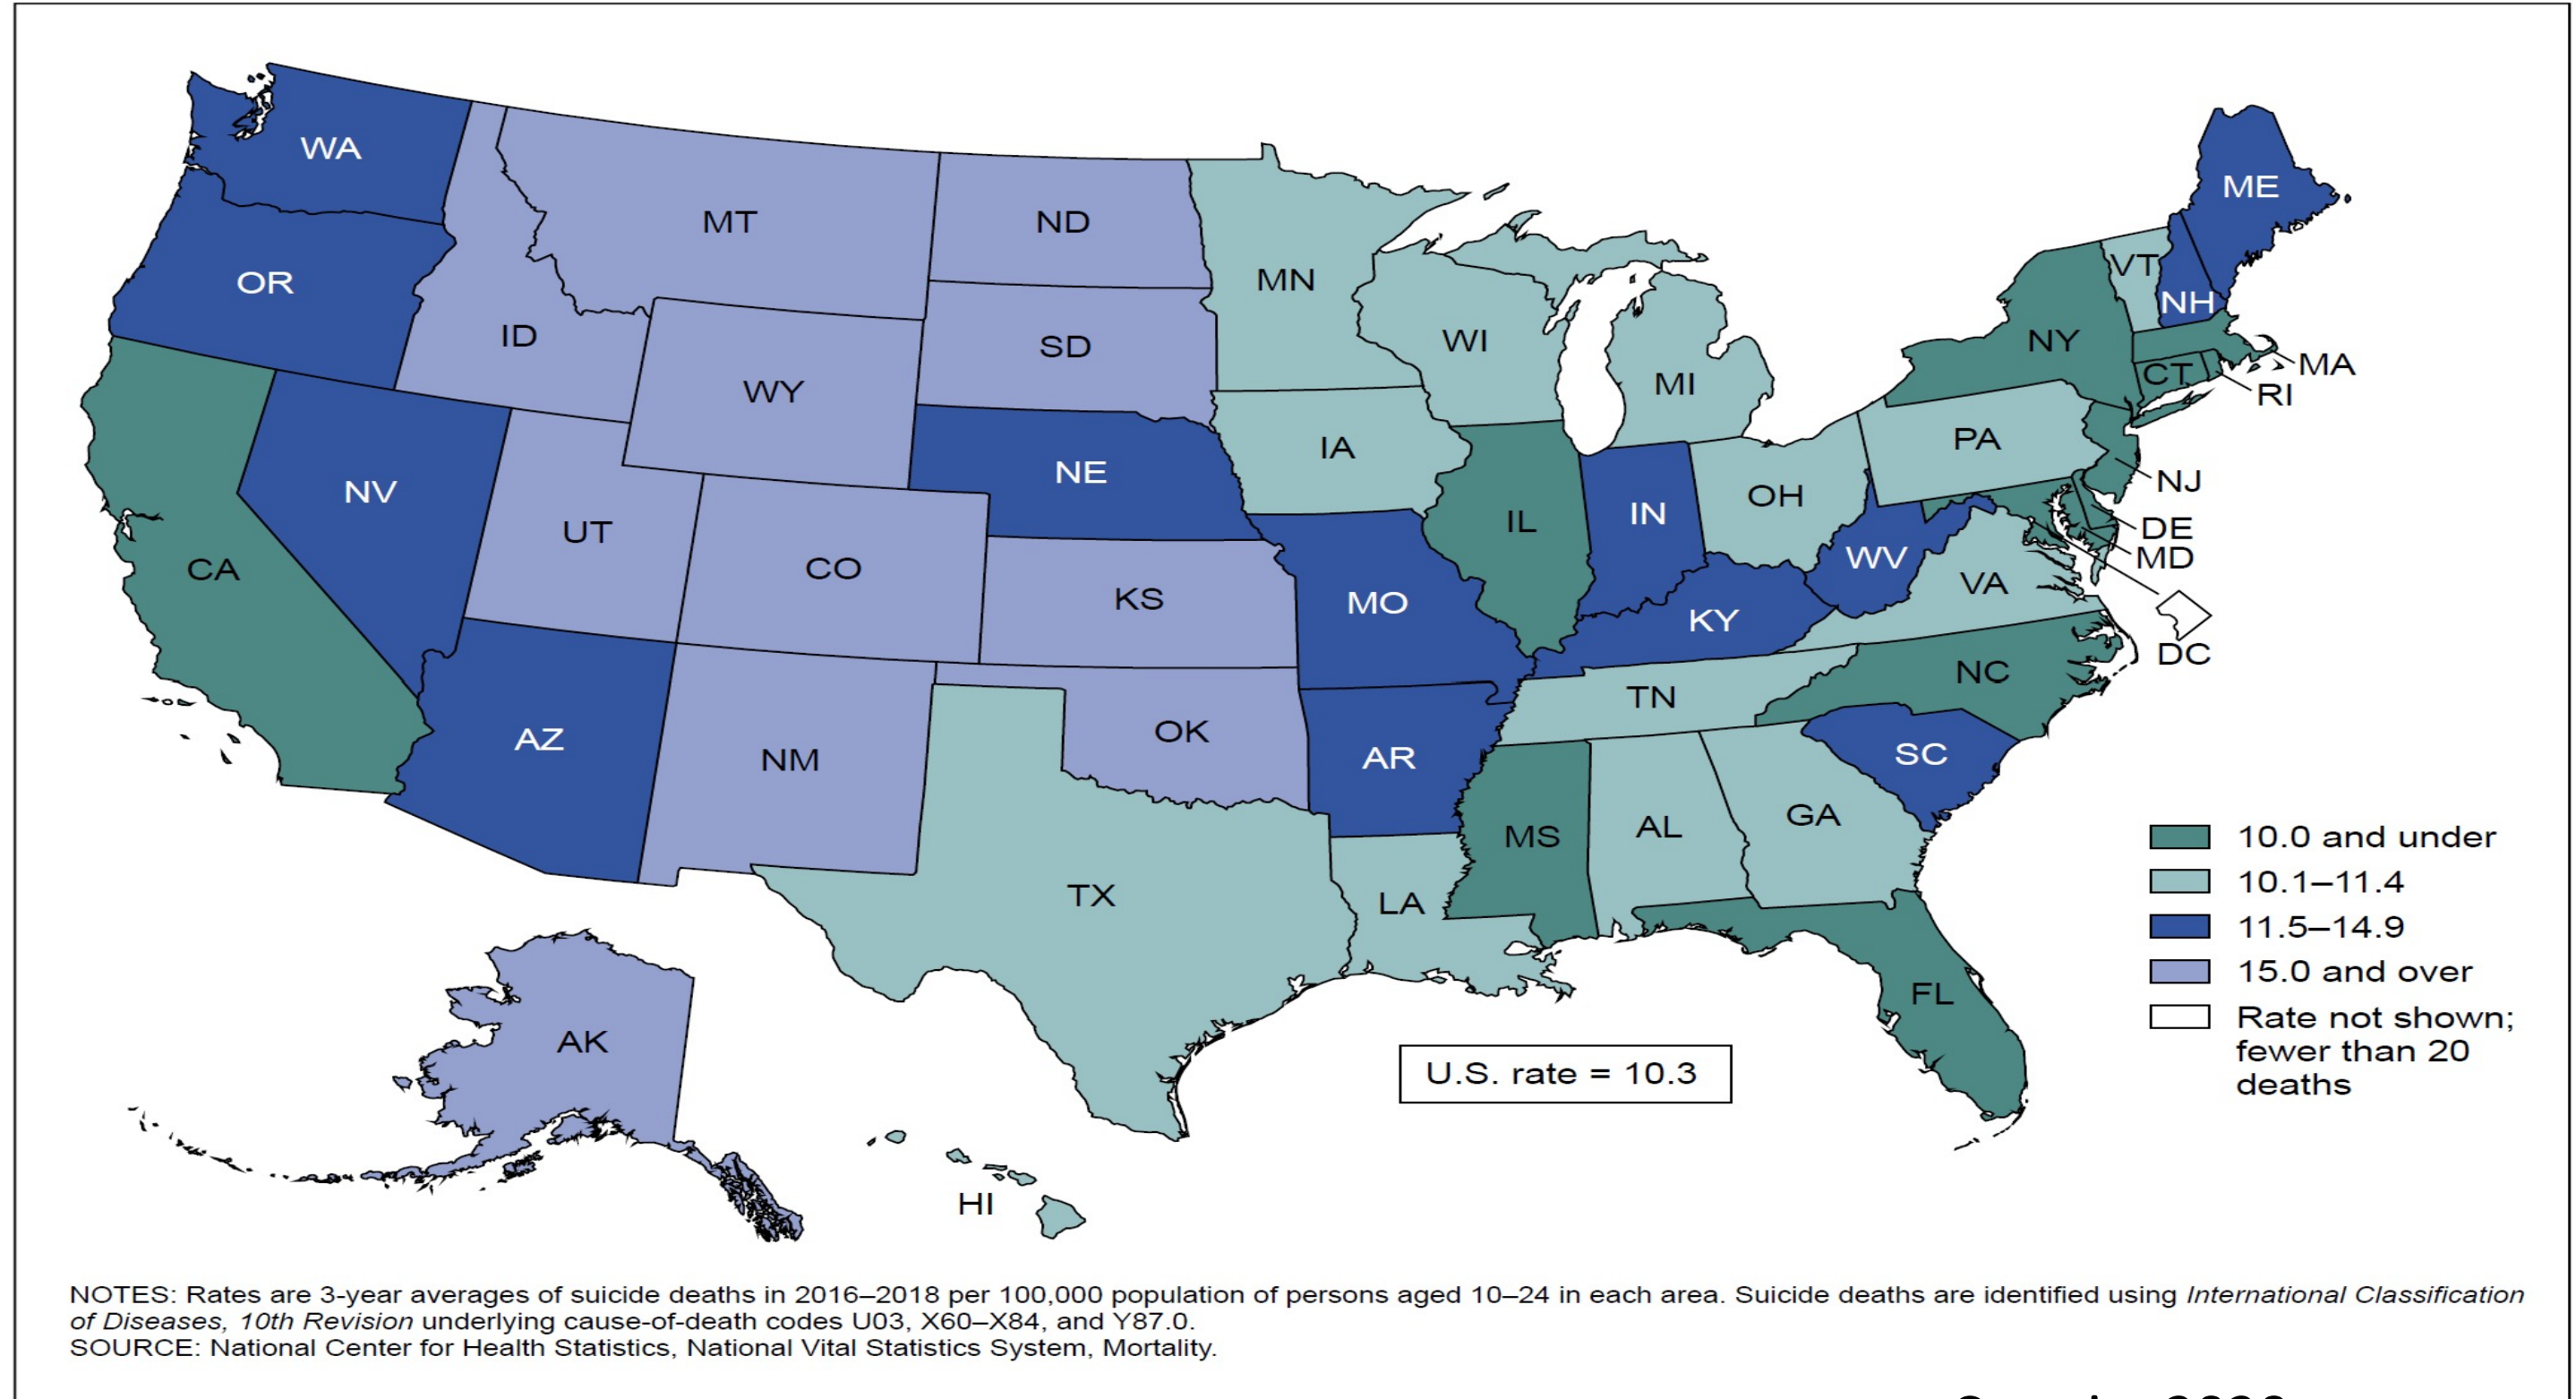 WA
MT
ND
MN
ME
VT
NH
OR
ID
SD
WI
MI
NY
MA
CT
RI
WY
IA
PA
NE
NJ
NV
UT
CO
IL
IN
OH
DE
MD
WV
VA
CA
KS
MO
KY
DC
NC
TN
AZ
NM
OK
AR
SC
MS
AL
GA
TX
LA
FL
AK
HI
10.0 and under
10.1–11.4
11.5–14.9
15.0 and over
Rate not shown;
fewer than 20
deaths
U.S. rate = 10.3
NOTES: Rates are 3-year averages of suicide deaths in 2016–2018 per 100,000 population of persons aged 10–24 in each area. Suicide deaths are identified using International Classification
of Diseases, 10th Revision underlying cause-of-death codes U03, X60–X84, and Y87.0.
SOURCE: National Center for Health Statistics, National Vital Statistics System, Mortality.